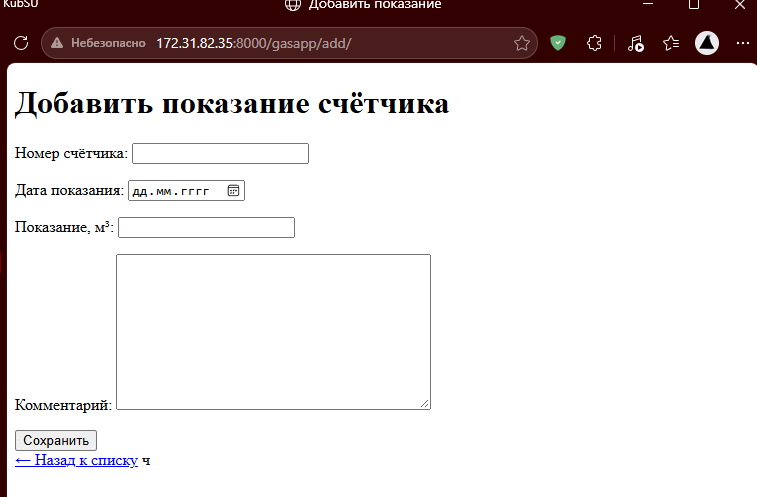 KubSU
Добавить показание
Небезопасно 172.31.82.35:8000/gasapp/add/
Добавить показание счётчика
Номер счётчика:
Дата показания: дд.мм.гггг
Показание, м³:
Комментарий:
Сохранить
← Назад к списку ч